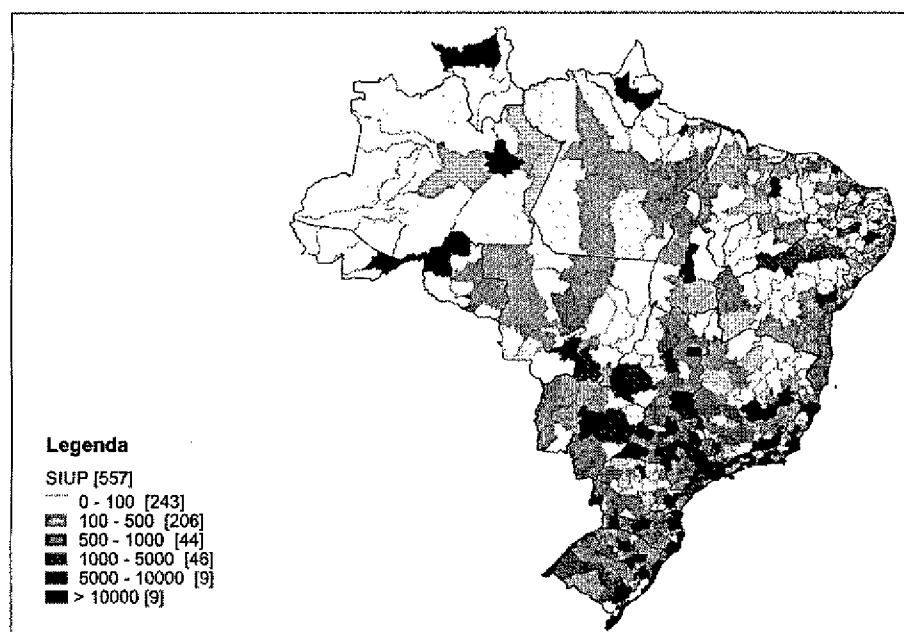 Legenda
SIUP [557]
0 - 100 [243]
100 - 500 [206]
500 - 1000 [44]
1000 - 5000 [46]
5000 - 10000 [9]
> 10000 [9]